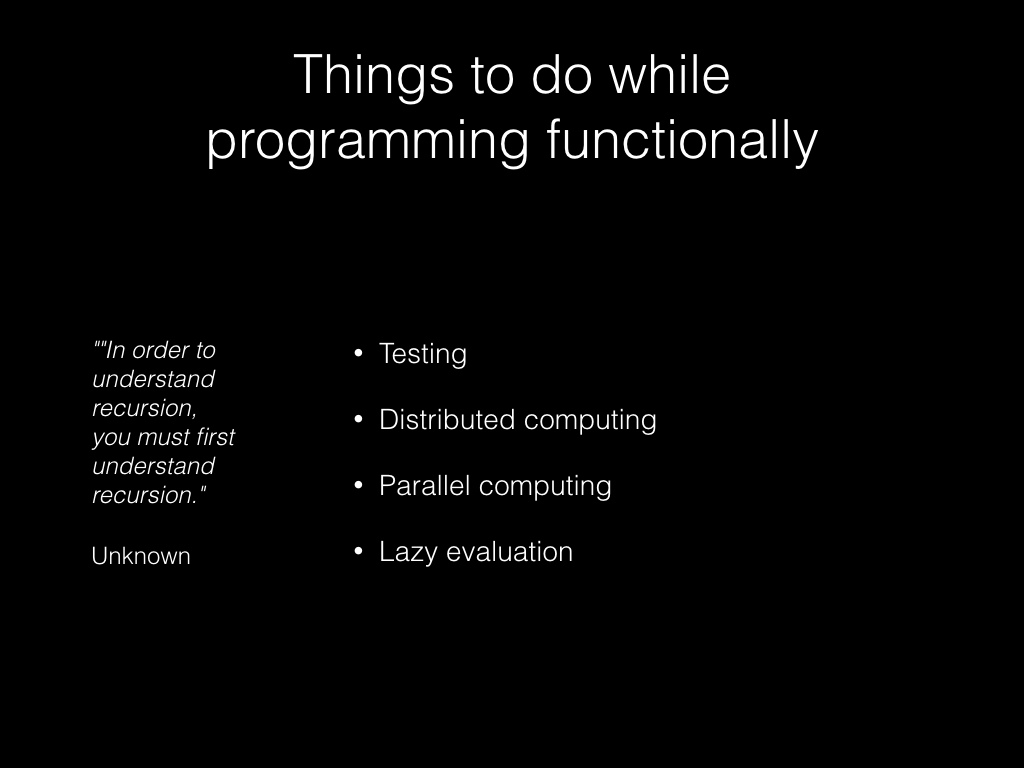 Things to do while
programming functionally
""In order to
understand
recursion,
you must first
understand
recursion."
Unknown
• Testing
• Distributed computing
• Parallel computing
• Lazy evaluation